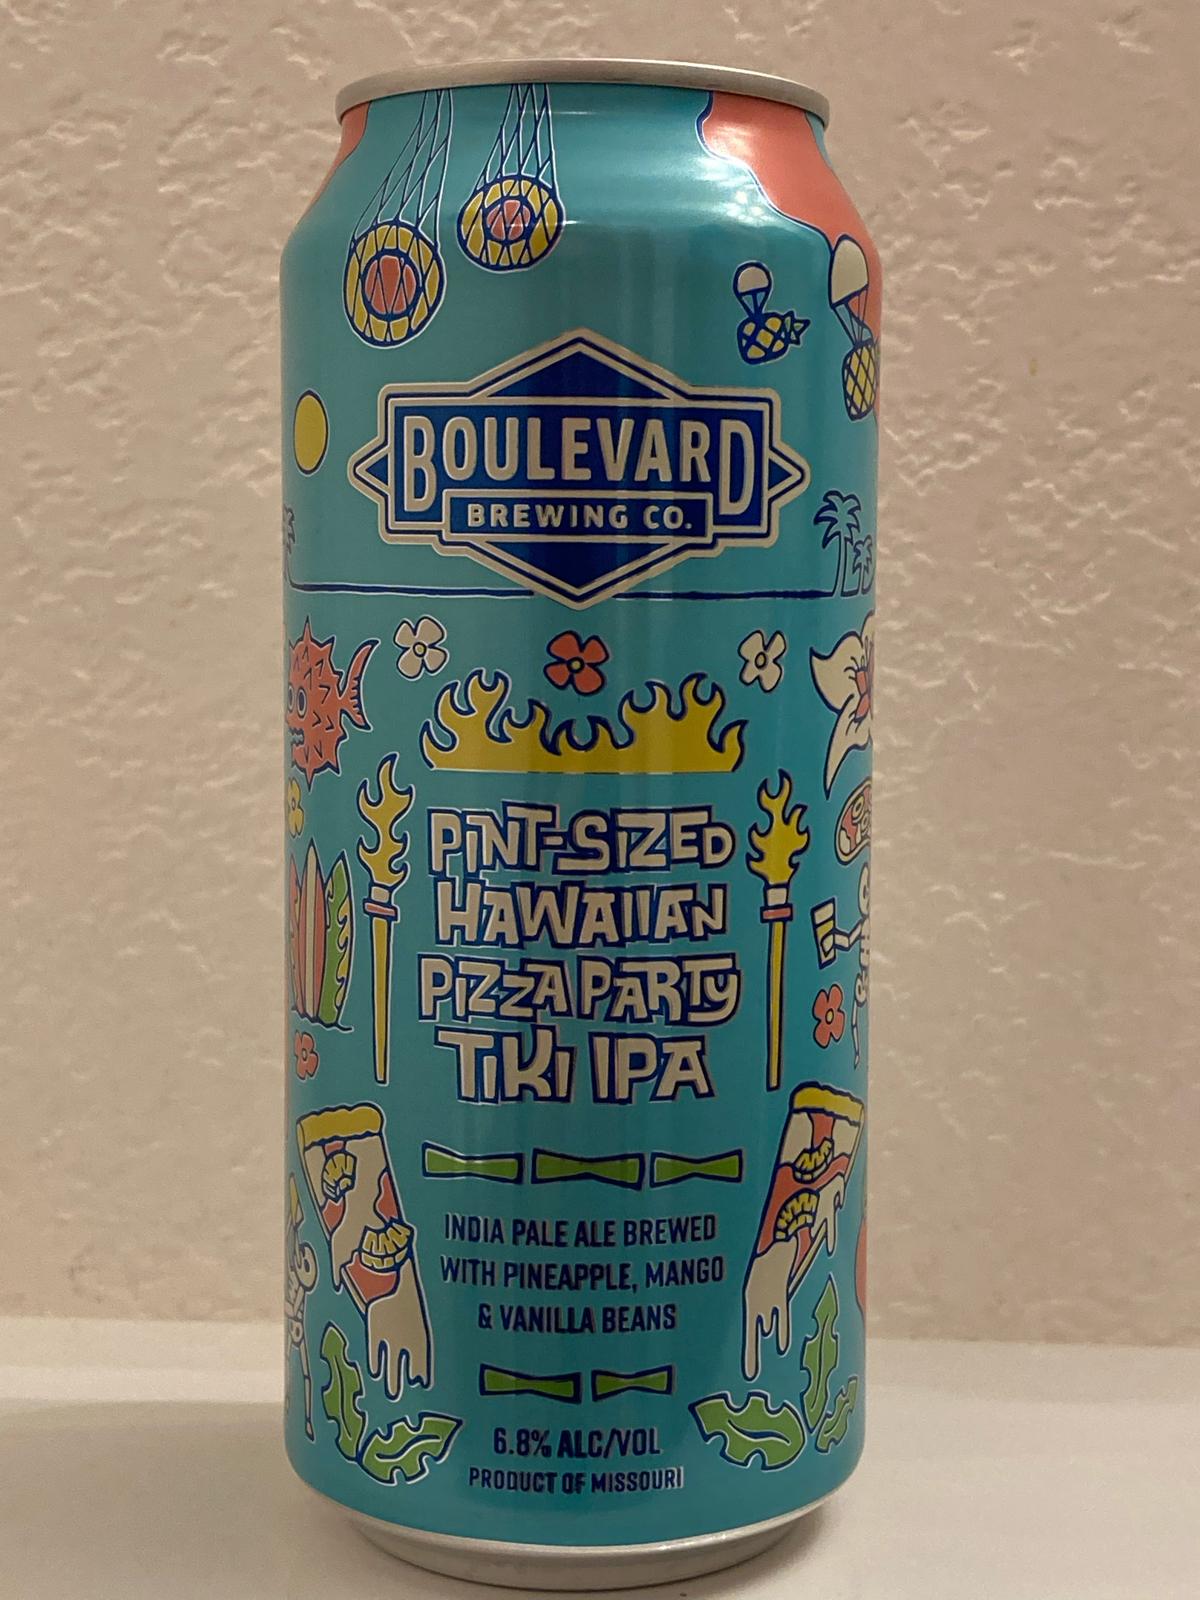 BOULEVARD
BREWING CO.
PINT-SIZED
HAWAIIAN
PIZZA PARTY
TIKI IPA
INDIA PALE ALE BREWED
WITH PINEAPPLE, MANGO
& VANILLA BEANS
6.8% ALC/VOL
PRODUCT OF MISSOURI